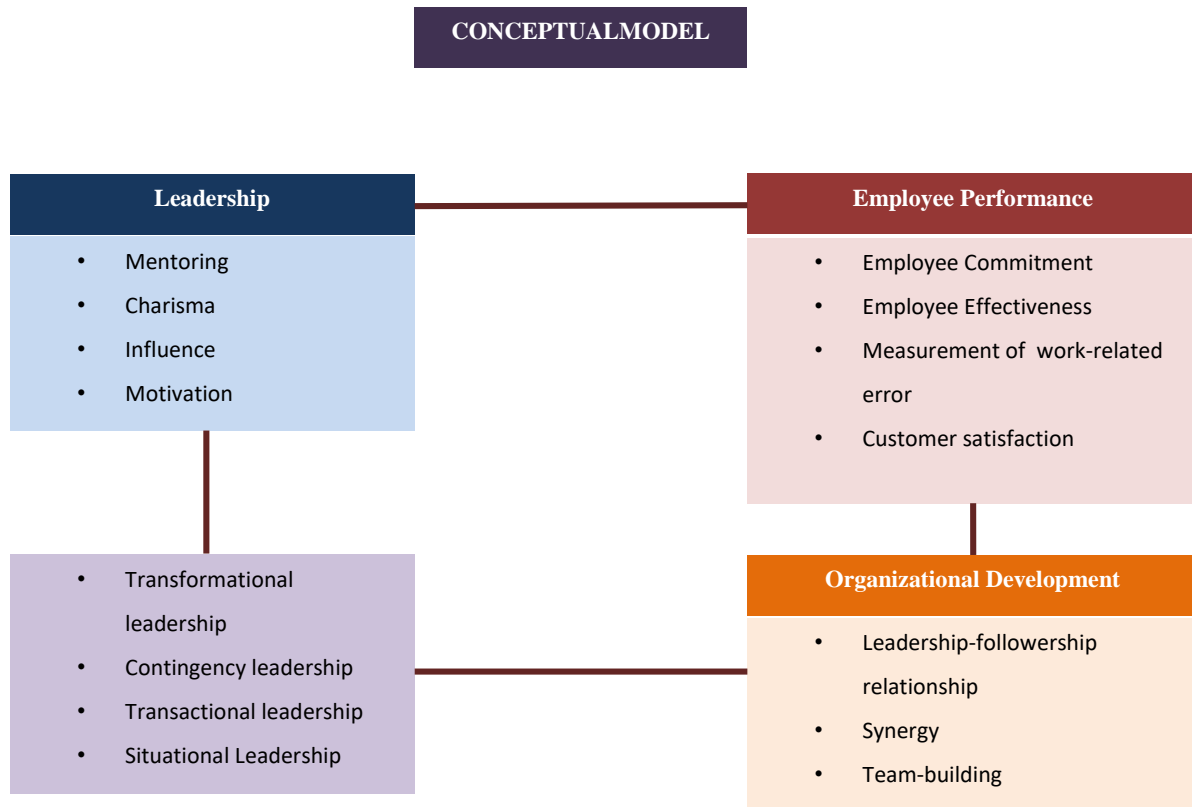 CONCEPTUALMODEL
Leadership
• Mentoring
• Charisma
• Influence
• Motivation
Employee Performance
• Employee Commitment
• Employee Effectiveness
• Measurement of  work-related
error
• Customer satisfaction
• Transformational
leadership
• Contingency leadership
• Transactional leadership
• Situational Leadership
Organizational Development
• Leadership-followership
relationship
• Synergy
• Team-building